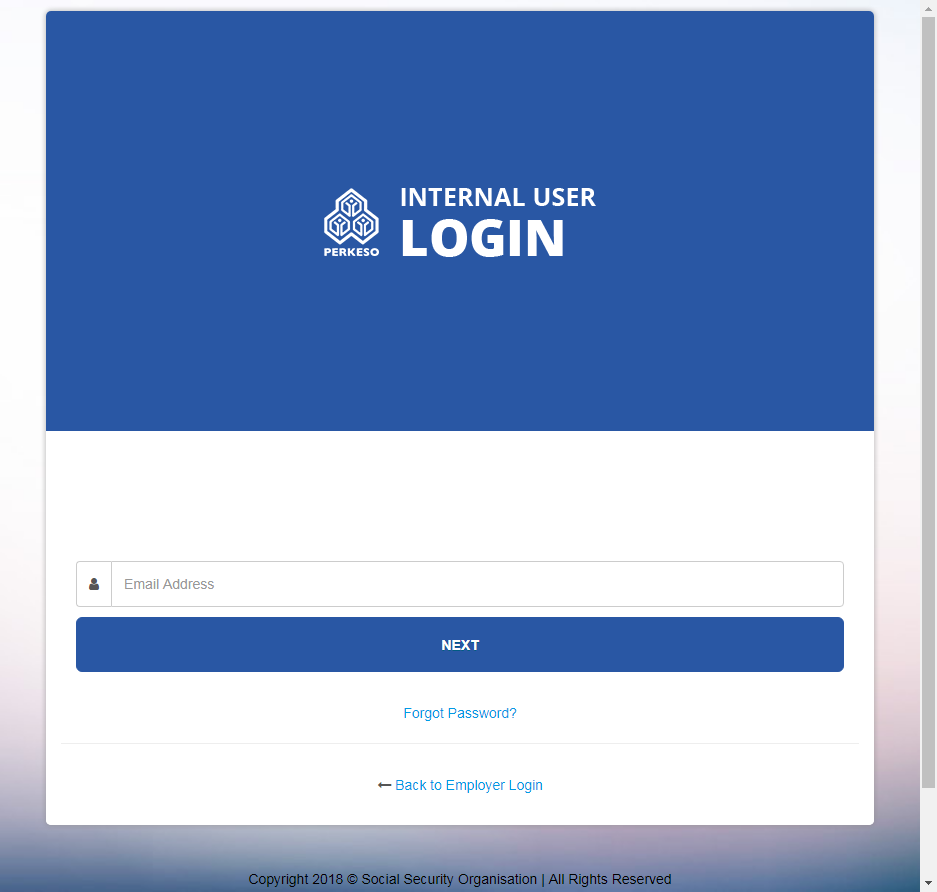 INTERNAL USER
LOGIN
PERKESO
Email Address
NEXT
Forgot Password?
Back to Employer Login
Copyright 2018 © Social Security Organisation | All Rights Reserved